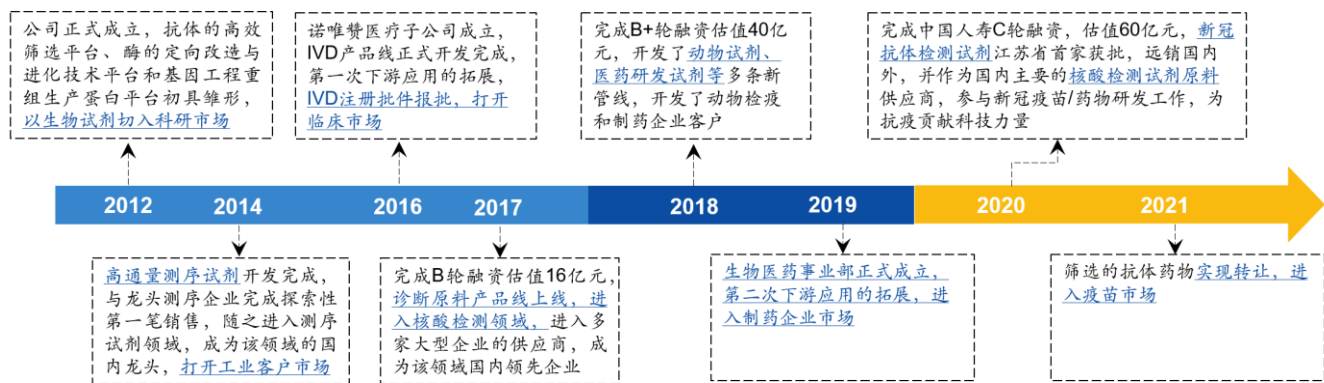 公司正式成立，抗体的高效
筛选平台、酶的定向改造与
进化技术平台和基因工程重
组生产蛋白平台初具雏形，
以生物试剂切入科研市场
诺唯赞医疗子公司成立，
IVD产品线正式开发完成，
第一次下游应用的拓展，
IVD注册批件报批，打开
临床市场
完成B+轮融资估值40亿
元，开发了动物试剂、
医药研发试剂等多条新
管线，开发了动物检疫
和制药企业客户
完成中国人寿C轮融资，估值60亿元，新冠
抗体检测试剂江苏省首家获批，远销国内
外，并作为国内主要的核酸检测试剂原料
供应商，参与新冠疫苗/药物研发工作，为
抗疫贡献科技力量
2012
2014
2016
2017
2018
2019
2020
2021
高通量测序试剂开发完成，
与龙头测序企业完成探索性
第一笔销售，随之进入测序
试剂领域，成为该领域的国
内龙头，打开工业客户市场
完成B轮融资估值16亿元，
诊断原料产品线上线，进
入核酸检测领域，进入多
家大型企业的供应商，成
为该领域国内领先企业
生物医药事业部正式成立，
第二次下游应用的拓展，进
入制药企业市场
筛选的抗体药物实现转让，进
入疫苗市场